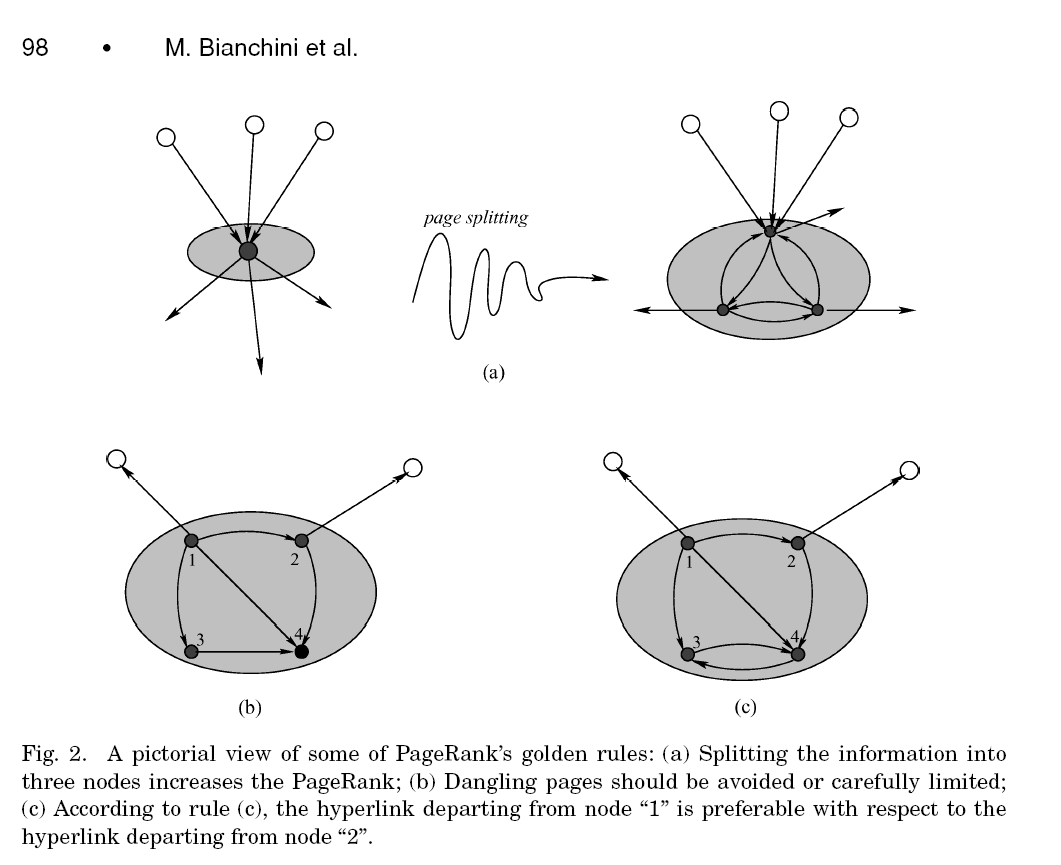 98 • M. Bianchini et al.
page splitting
(a)
1 2
3 4
1 2
3 4
(b) (c)
Fig. 2. A pictorial view of some of PageRank's golden rules: (a) Splitting the information into
three nodes increases the PageRank; (b) Dangling pages should be avoided or carefully limited;
(c) According to rule (c), the hyperlink departing from node “1” is preferable with respect to the
hyperlink departing from node “2”.